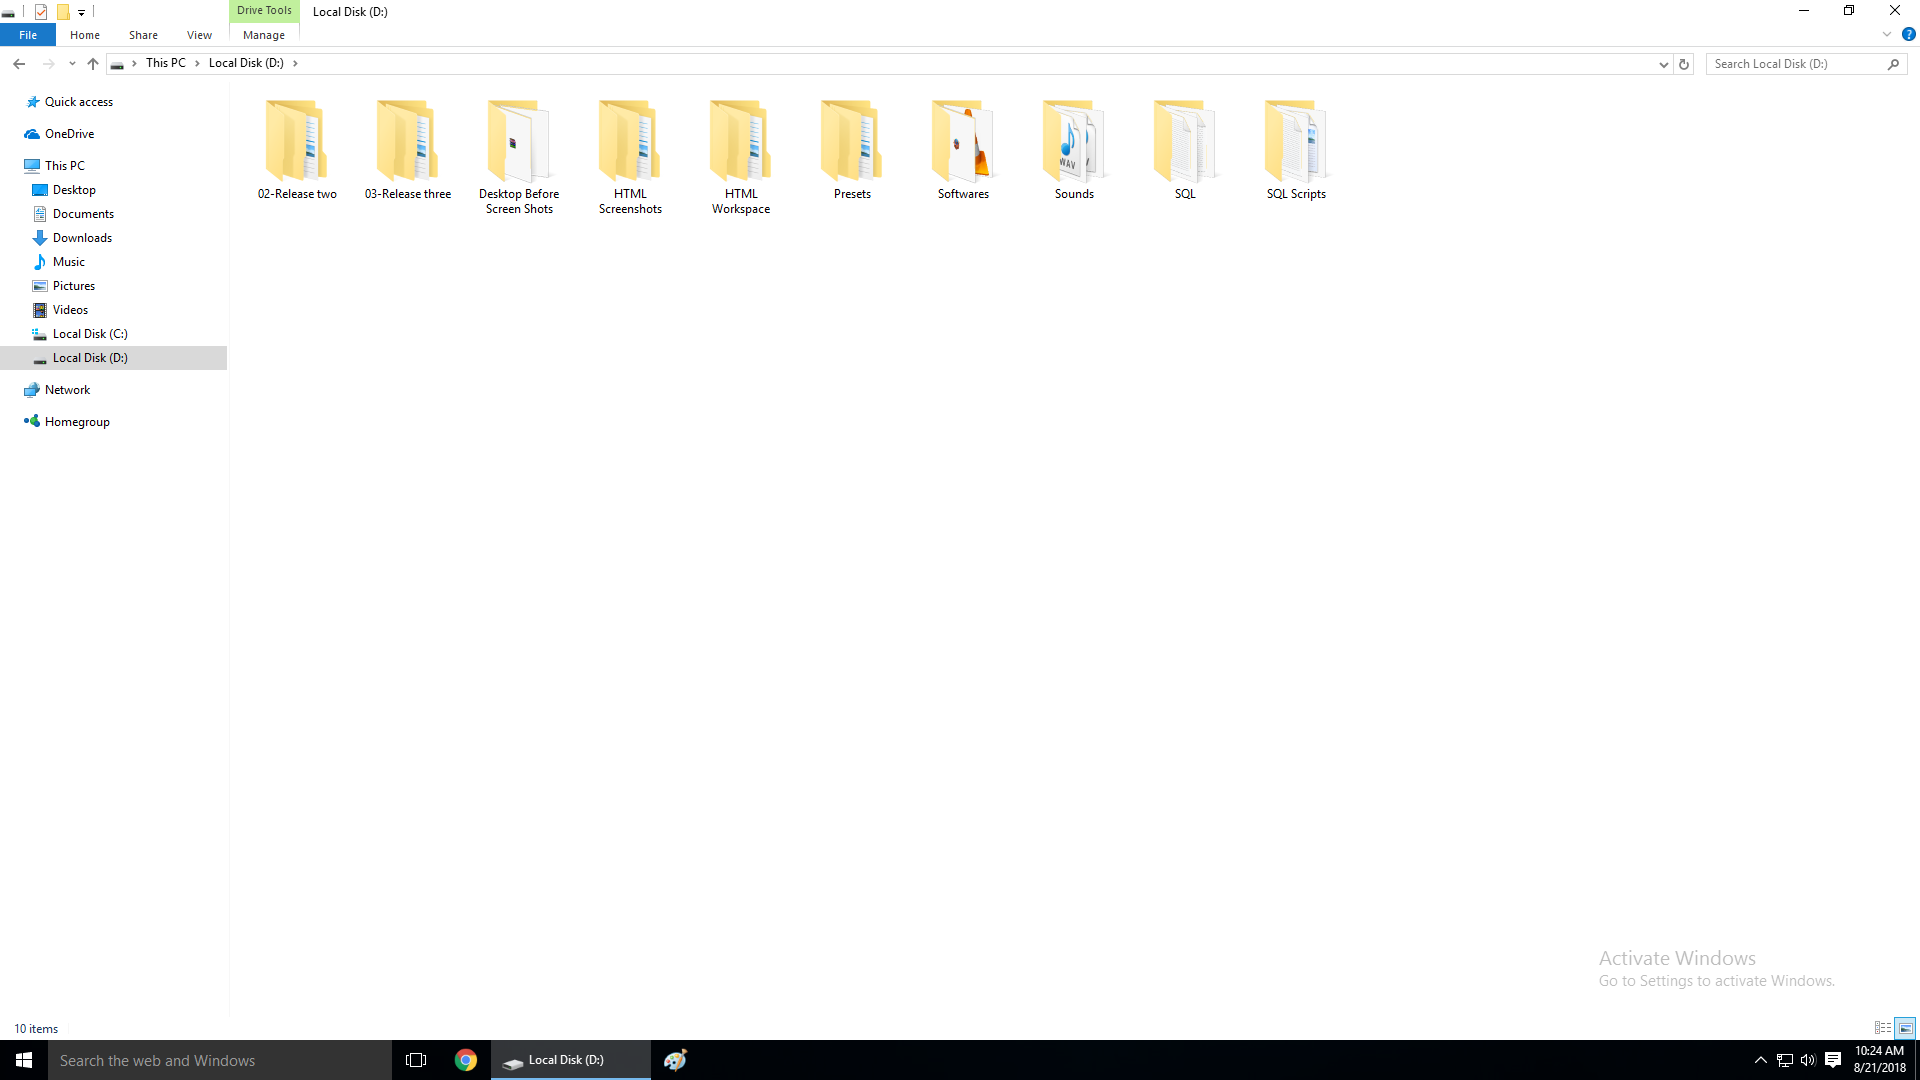 Drive Tools
Local Disk (D:)
File
Home
Share
View
Manage
This PC
Local Disk (D:)
Search Local Disk (D:)
Quick access
OneDrive
This PC
Desktop
Documents
Downloads
Music
Pictures
Videos
Local Disk (C:)
Local Disk (D:)
Network
Homegroup
02-Release two
03-Release three
Desktop Before
Screen Shots
HTML
Screenshots
HTML
Workspace
Presets
Softwares
WAV
Sounds
SQL
SQL Scripts
Activate Windows
Go to Settings to activate Windows.
10 items
Search the web and Windows
Local Disk (D:)
10:24 AM
8/21/2018